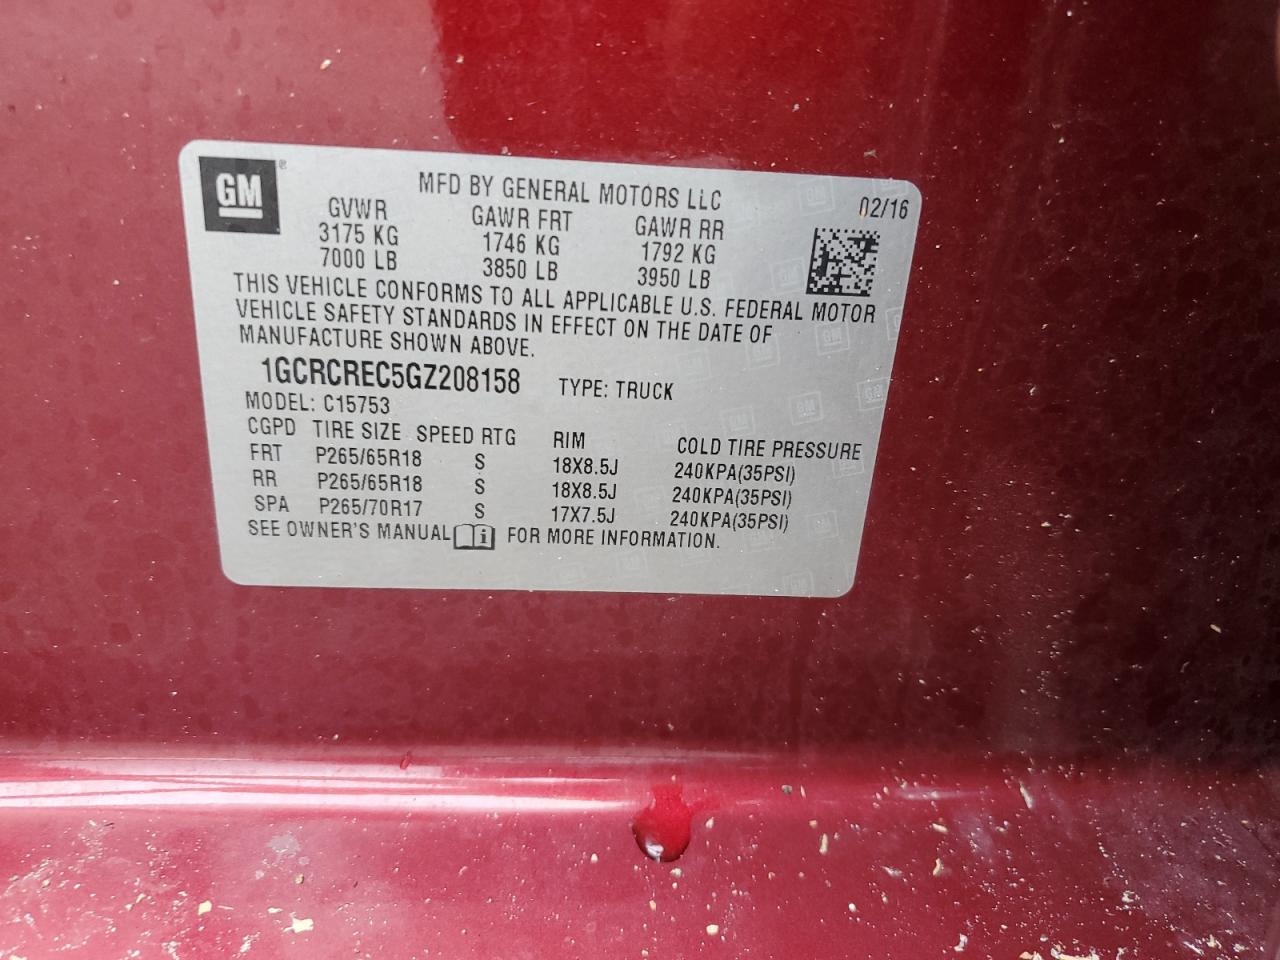 GM®
MFD BY GENERAL MOTORS LLC
02/16
GVWR GAWR FRT GAWR RR
3175 KG 1746 KG 1792 KG
7000 LB 3850 LB 3950 LB
THIS VEHICLE CONFORMS TO ALL APPLICABLE U.S. FEDERAL MOTOR
VEHICLE SAFETY STANDARDS IN EFFECT ON THE DATE OF
MANUFACTURE SHOWN ABOVE.
1GCRCREC5GZ208158 TYPE: TRUCK
MODEL: C15753
CGPD TIRE SIZE SPEED RTG RIM COLD TIRE PRESSURE
FRT P265/65R18 S 18X8.5J 240KPA(35PSI)
RR P265/65R18 S 18X8.5J 240KPA(35PSI)
SPA P265/70R17 S 17X7.5J 240KPA(35PSI)
SEE OWNER'S MANUAL i FOR MORE INFORMATION.